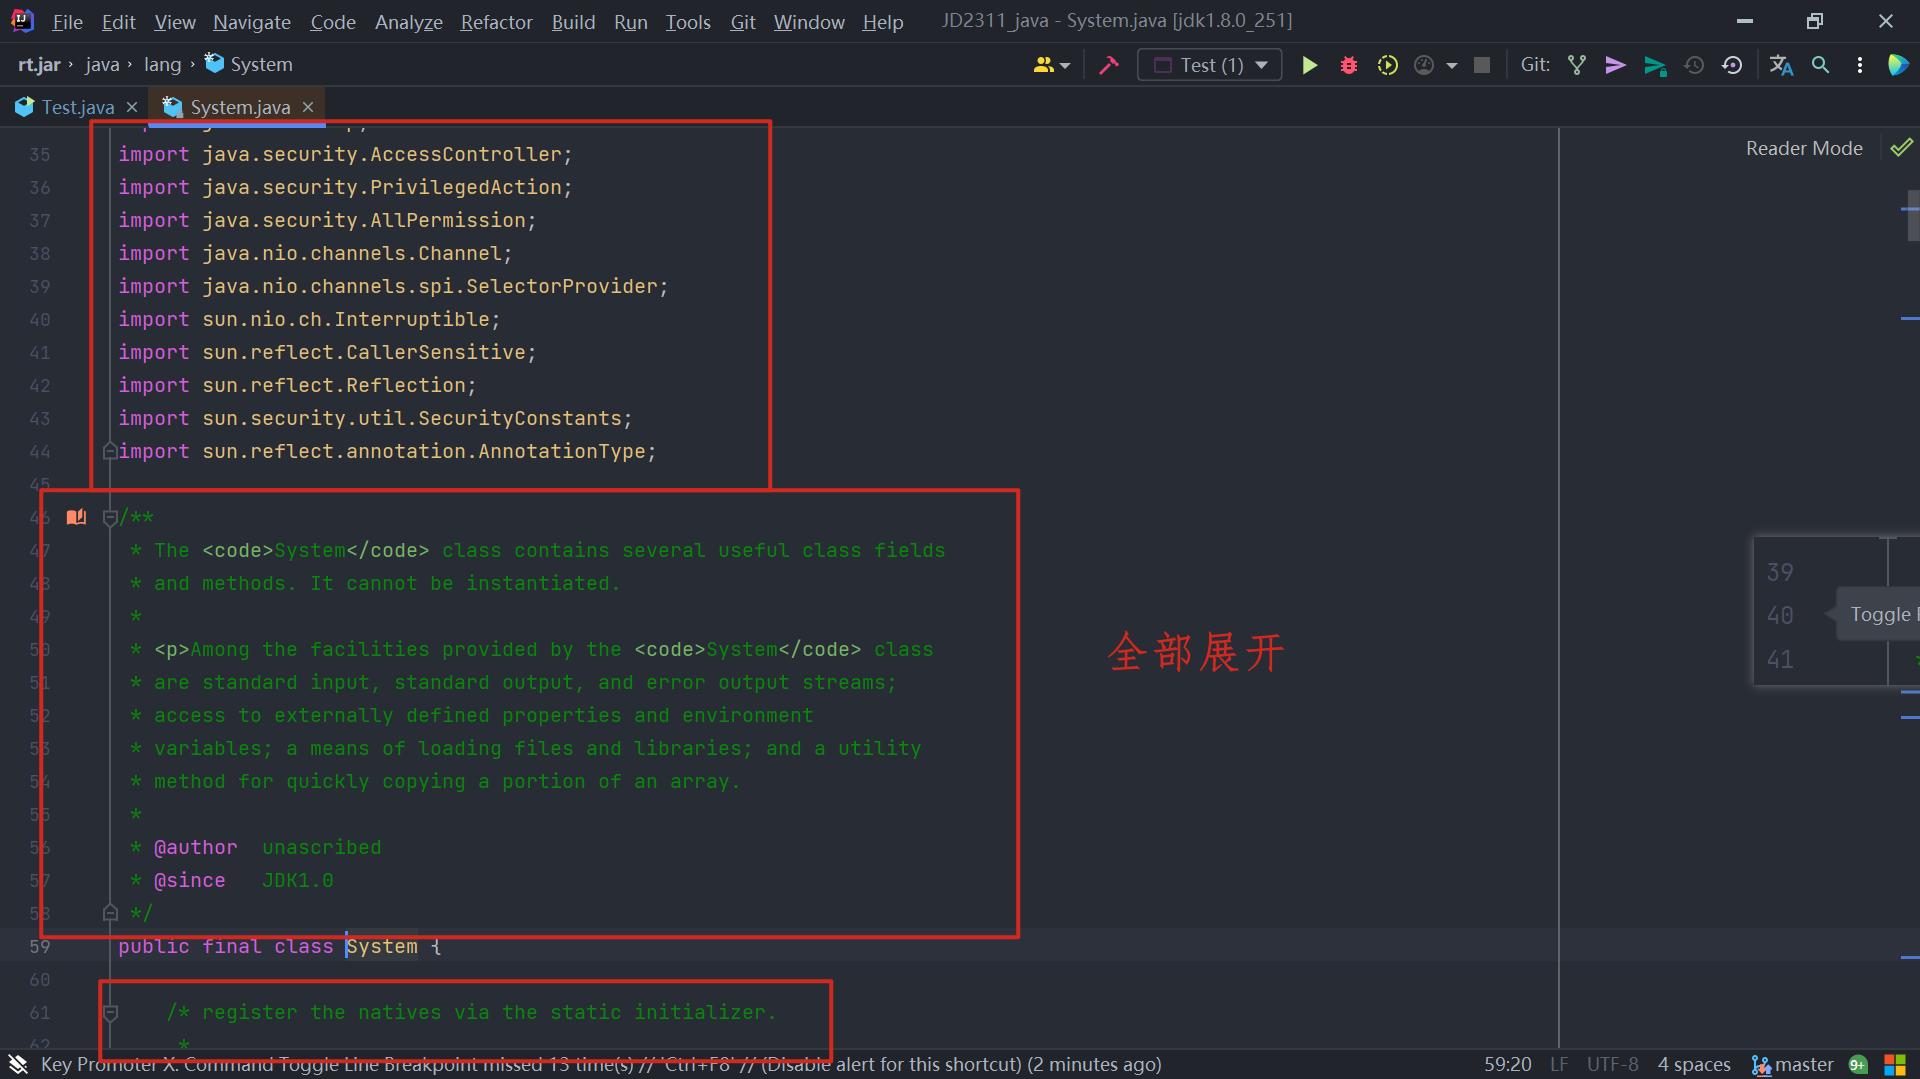 File Edit View Navigate Code Analyze Refactor Build Run Tools Git Window Help JD2311_java - System.java [jdk1.8.0_251]
rt.jar › java › lang › System Test (1) Git:
Test.java × System.java ×
Reader Mode
35 import java.security.AccessController;
36 import java.security.PrivilegedAction;
37 import java.security.AllPermission;
38 import java.nio.channels.Channel;
39 import java.nio.channels.spi.SelectorProvider;
40 import sun.nio.ch.Interruptible;
41 import sun.reflect.CallerSensitive;
42 import sun.reflect.Reflection;
43 import sun.security.util.SecurityConstants;
44 import sun.reflect.annotation.AnnotationType;
45
46 /**
47 * The <code>System</code> class contains several useful class fields
48 * and methods. It cannot be instantiated.
49 *
50 * <p>Among the facilities provided by the <code>System</code> class
51 * are standard input, standard output, and error output streams;
52 * access to externally defined properties and environment
53 * variables; a means of loading files and libraries; and a utility
54 * method for quickly copying a portion of an array.
55 *
56 * @author unascribed
57 * @since JDK1.0
58 */
59 public final class System {
60
61 /* register the natives via the static initializer.
62 *
全部展开
39
40 Toggle
41
Key Promoter X: Command Toggle Line Breakpoint missed 13 time(s) // 'Ctrl+F8' // (Disable alert for this shortcut) (2 minutes ago) 59:20 LF UTF-8 4 spaces master 9+